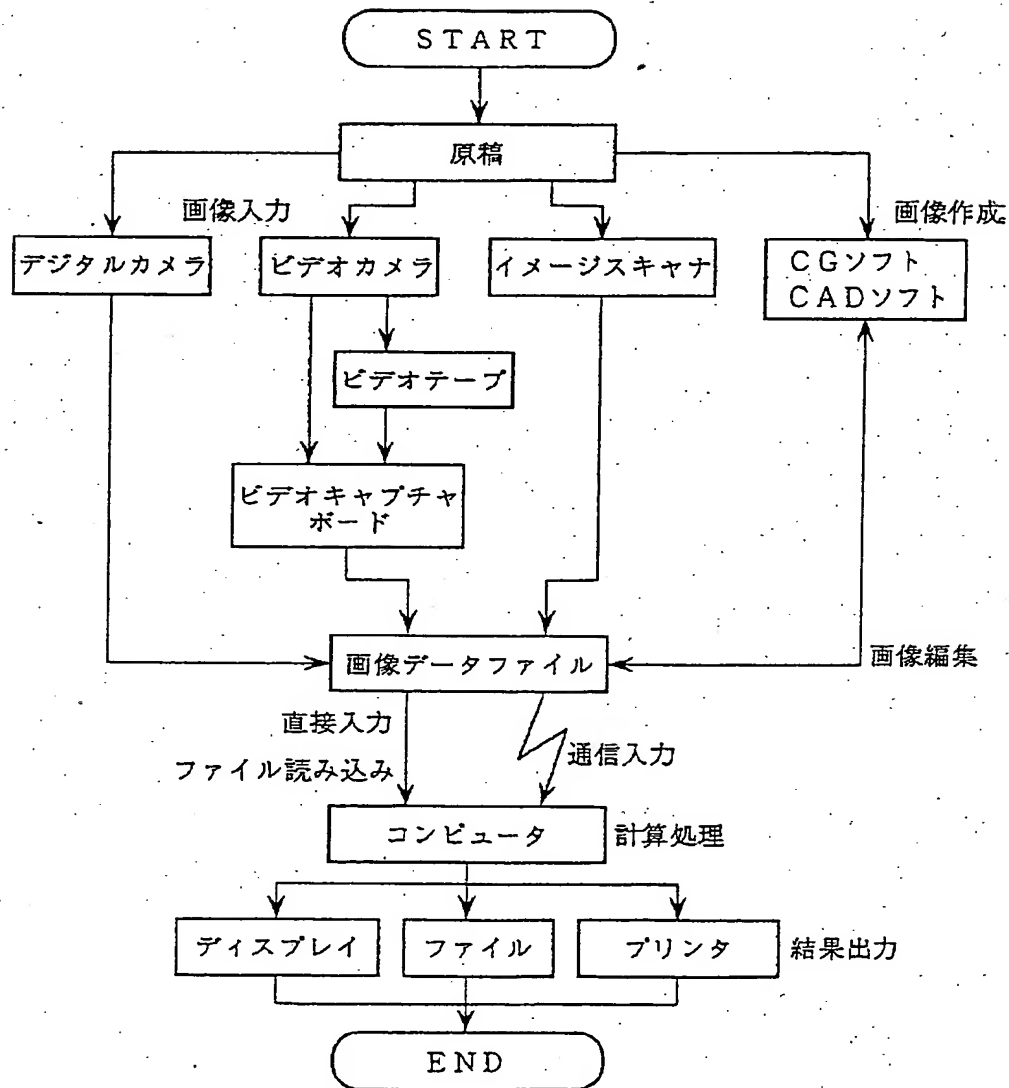 START
原稿
画像入力
画像作成
デジタルカメラ
ビデオカメラ
イメージスキャナ
CGソフト
CADソフト
ビデオテープ
ビデオキャプチャ
ボード
画像データファイル
画像編集
直接入力
ファイル読み込み
通信入力
コンピュータ
計算処理
ディスプレイ
ファイル
プリンタ
結果出力
END